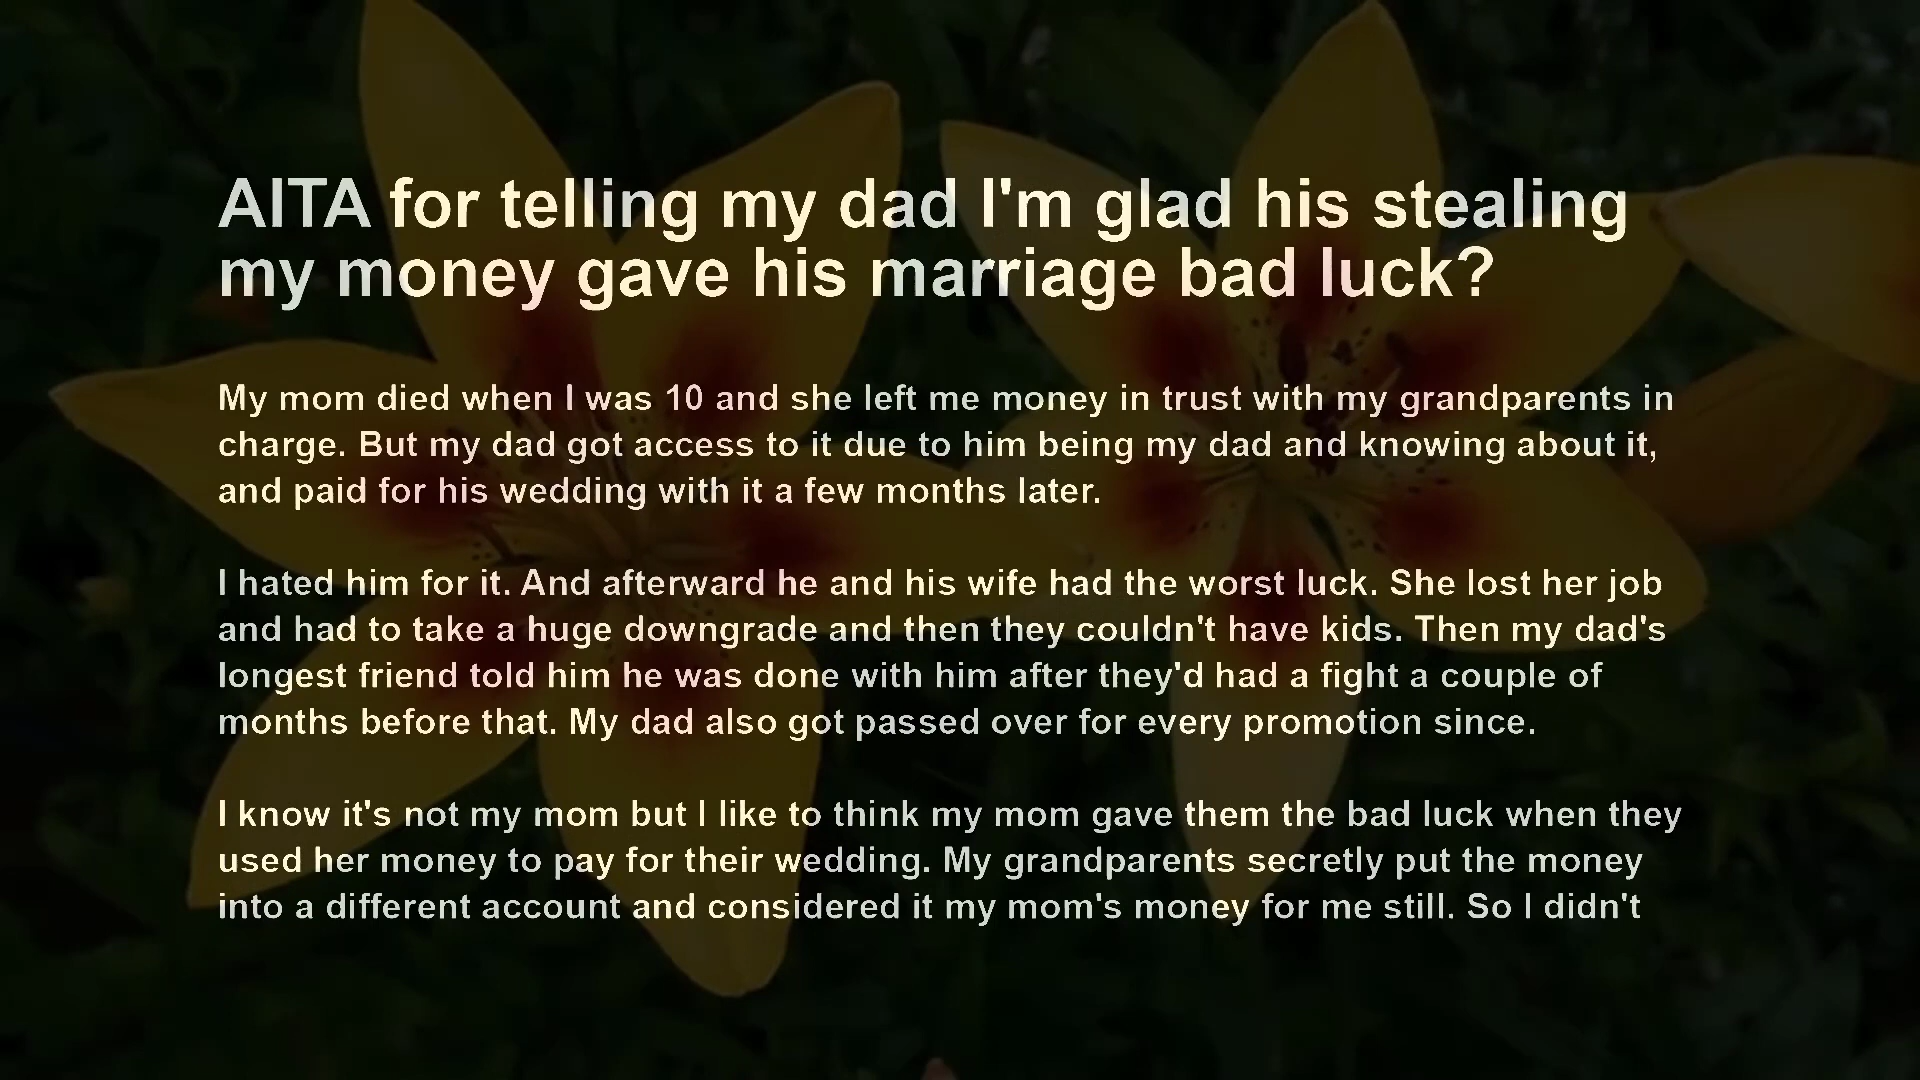 AITA for telling my dad I'm glad his stealing
my money gave his marriage bad luck?
My mom died when I was 10 and she left me money in trust with my grandparents in
charge. But my dad got access to it due to him being my dad and knowing about it,
and paid for his wedding with it a few months later.
I hated him for it. And afterward he and his wife had the worst luck. She lost her job
and had to take a huge downgrade and then they couldn't have kids. Then my dad's
longest friend told him he was done with him after they'd had a fight a couple of
months before that. My dad also got passed over for every promotion since.
I know it's not my mom but I like to think my mom gave them the bad luck when they
used her money to pay for their wedding. My grandparents secretly put the money
into a different account and considered it my mom's money for me still. So I didn't